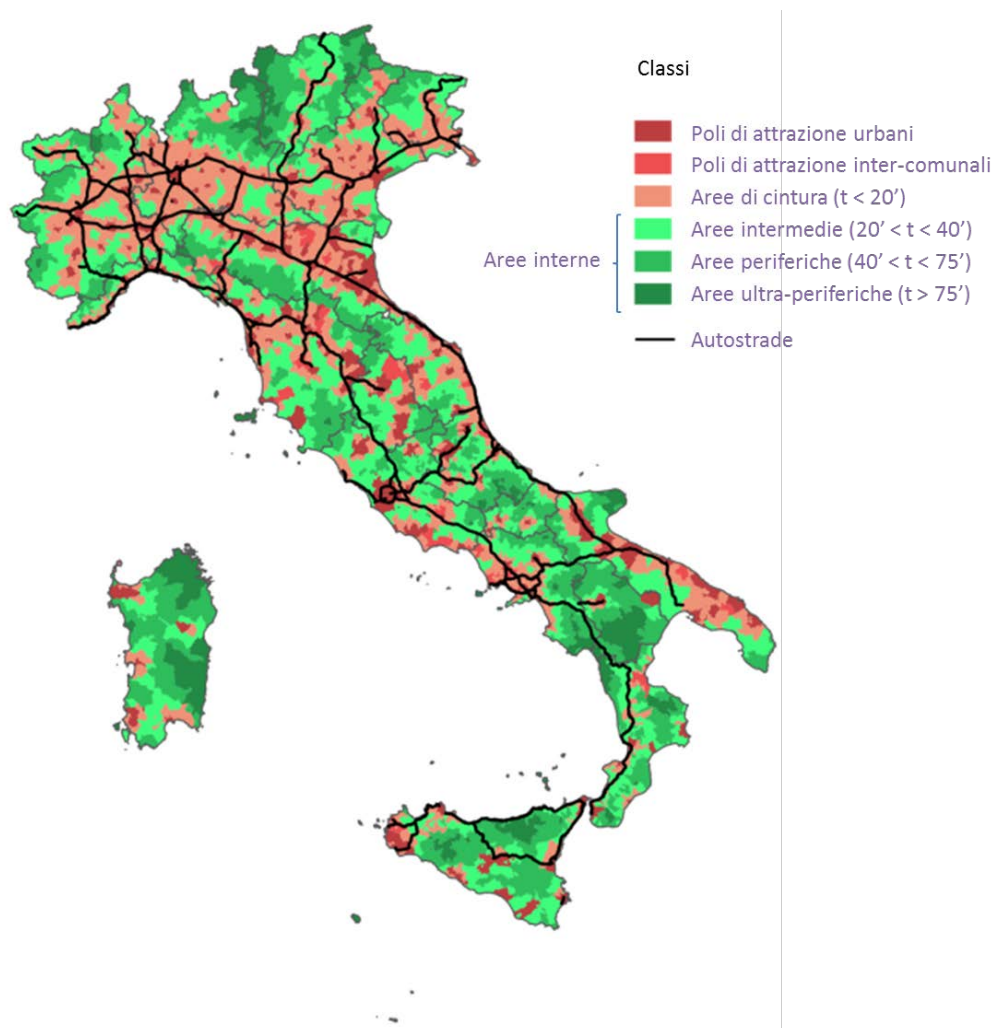 Classi
Poli di attrazione urbani
Poli di attrazione inter-comunali
Aree di cintura (t < 20’)
Aree intermedie (20’ < t < 40’)
Aree interne
Aree periferiche (40’ < t < 75’)
Aree ultra-periferiche (t > 75’)
Autostrade